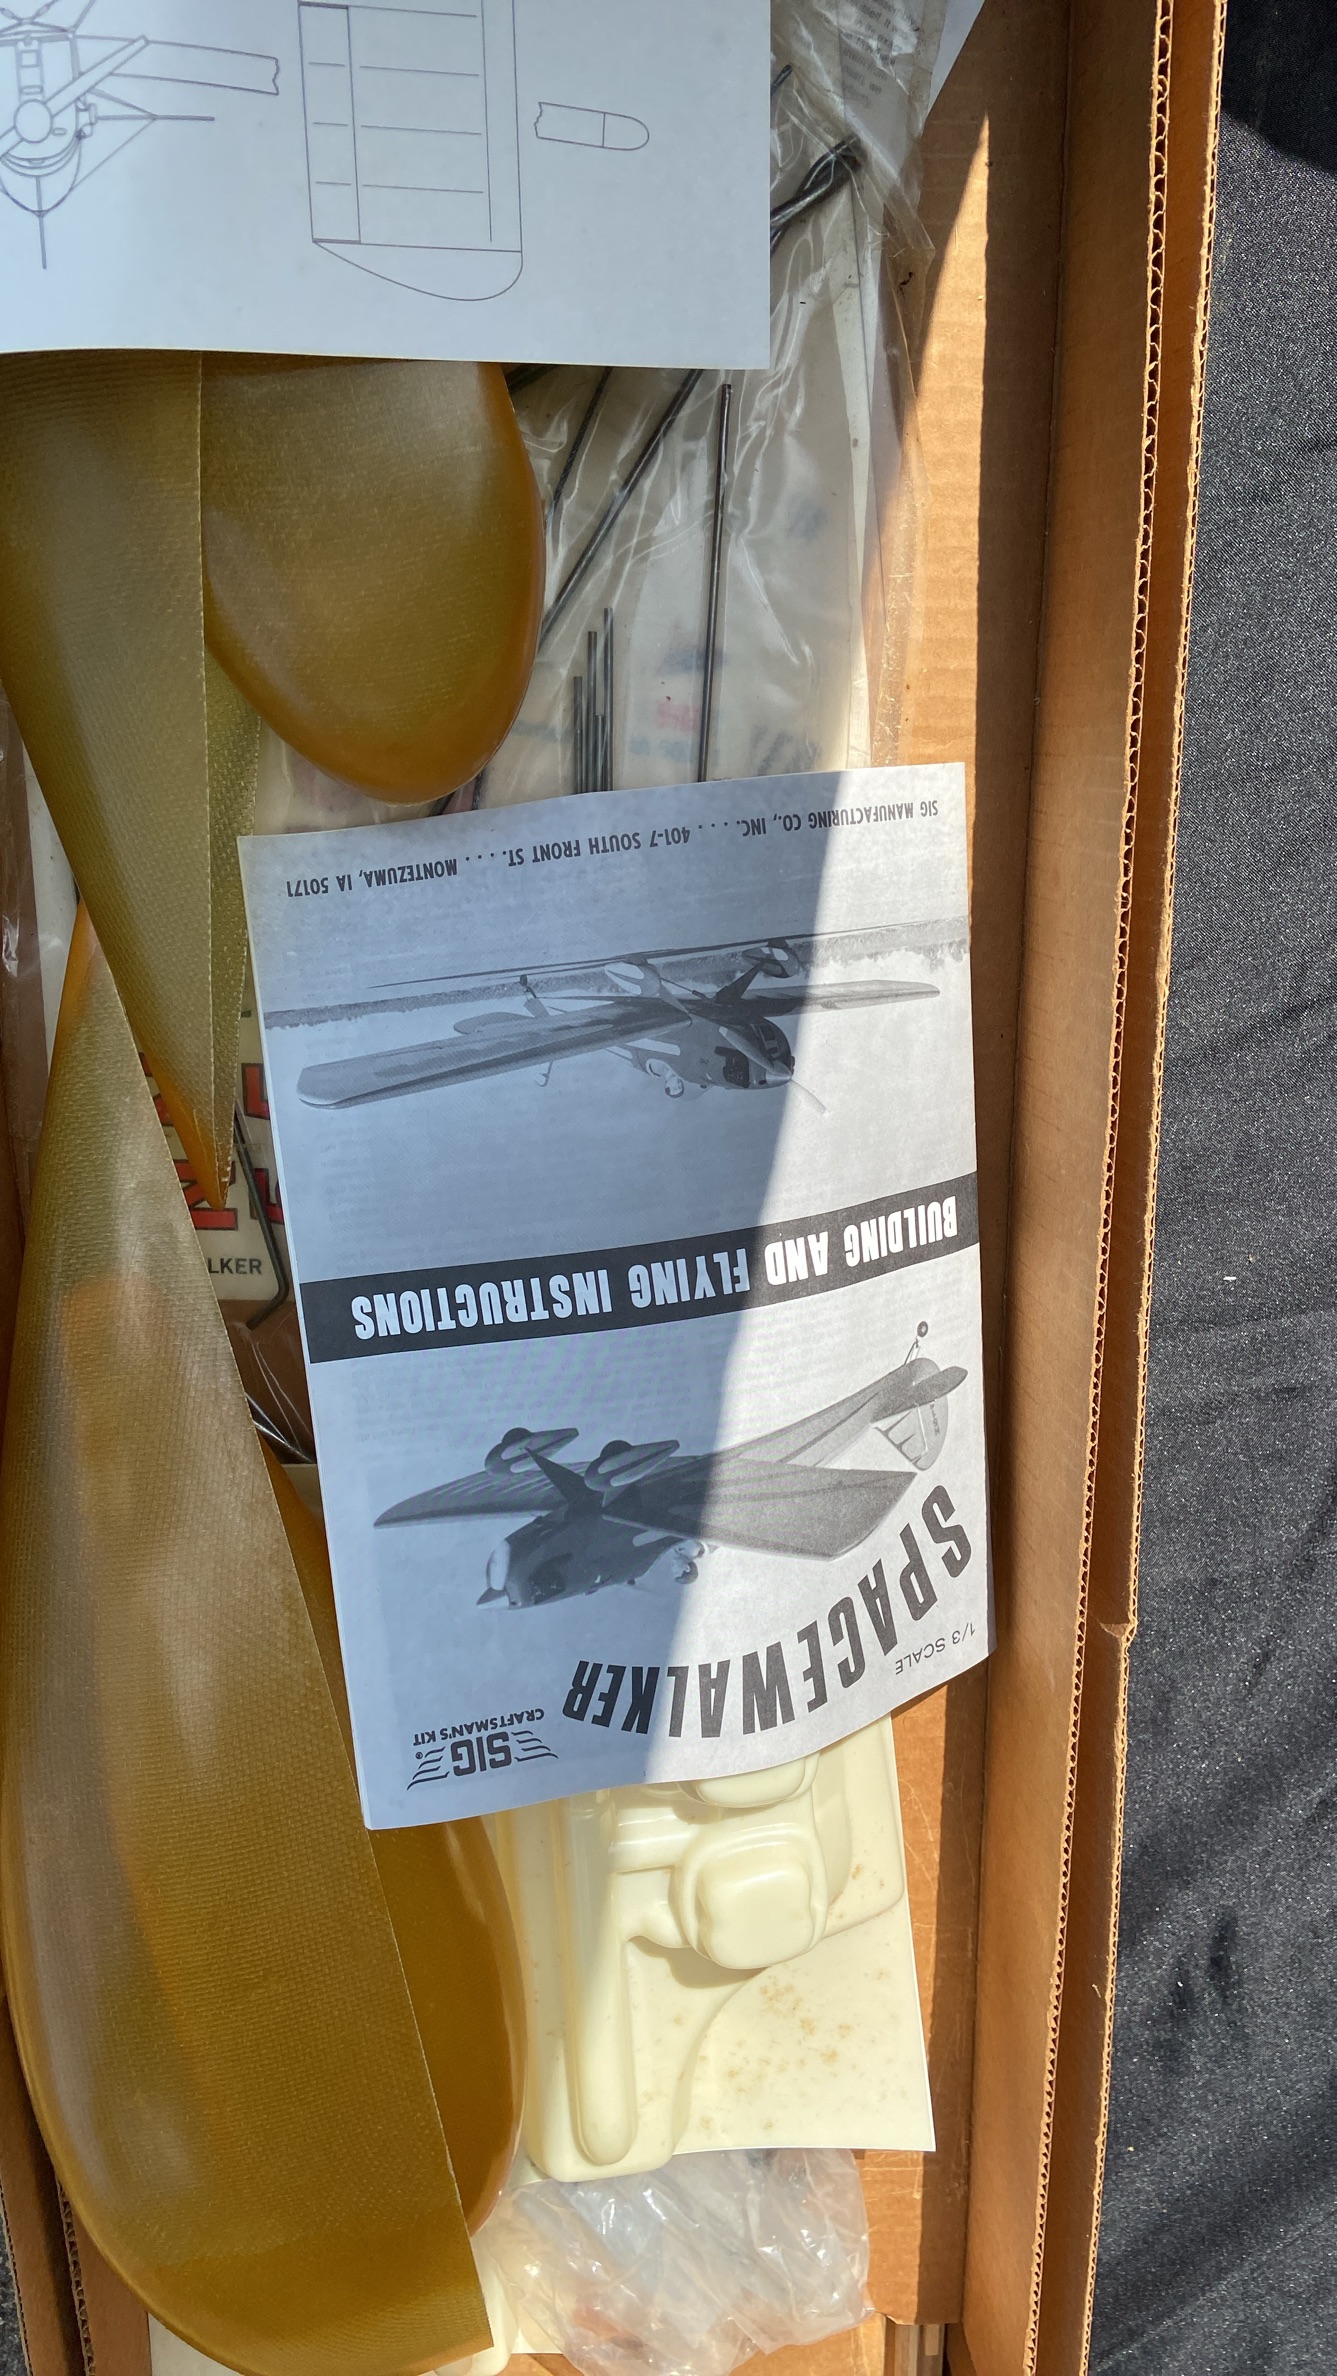 SIG®
CRAFTSMAN'S KIT
1/3 SCALE
SPACEWALKER
BUILDING AND FLYING INSTRUCTIONS
SIG MANUFACTURING CO., INC. . . . . 401-7 SOUTH FRONT ST. . . . . MONTEZUMA, IA 50171
LKER